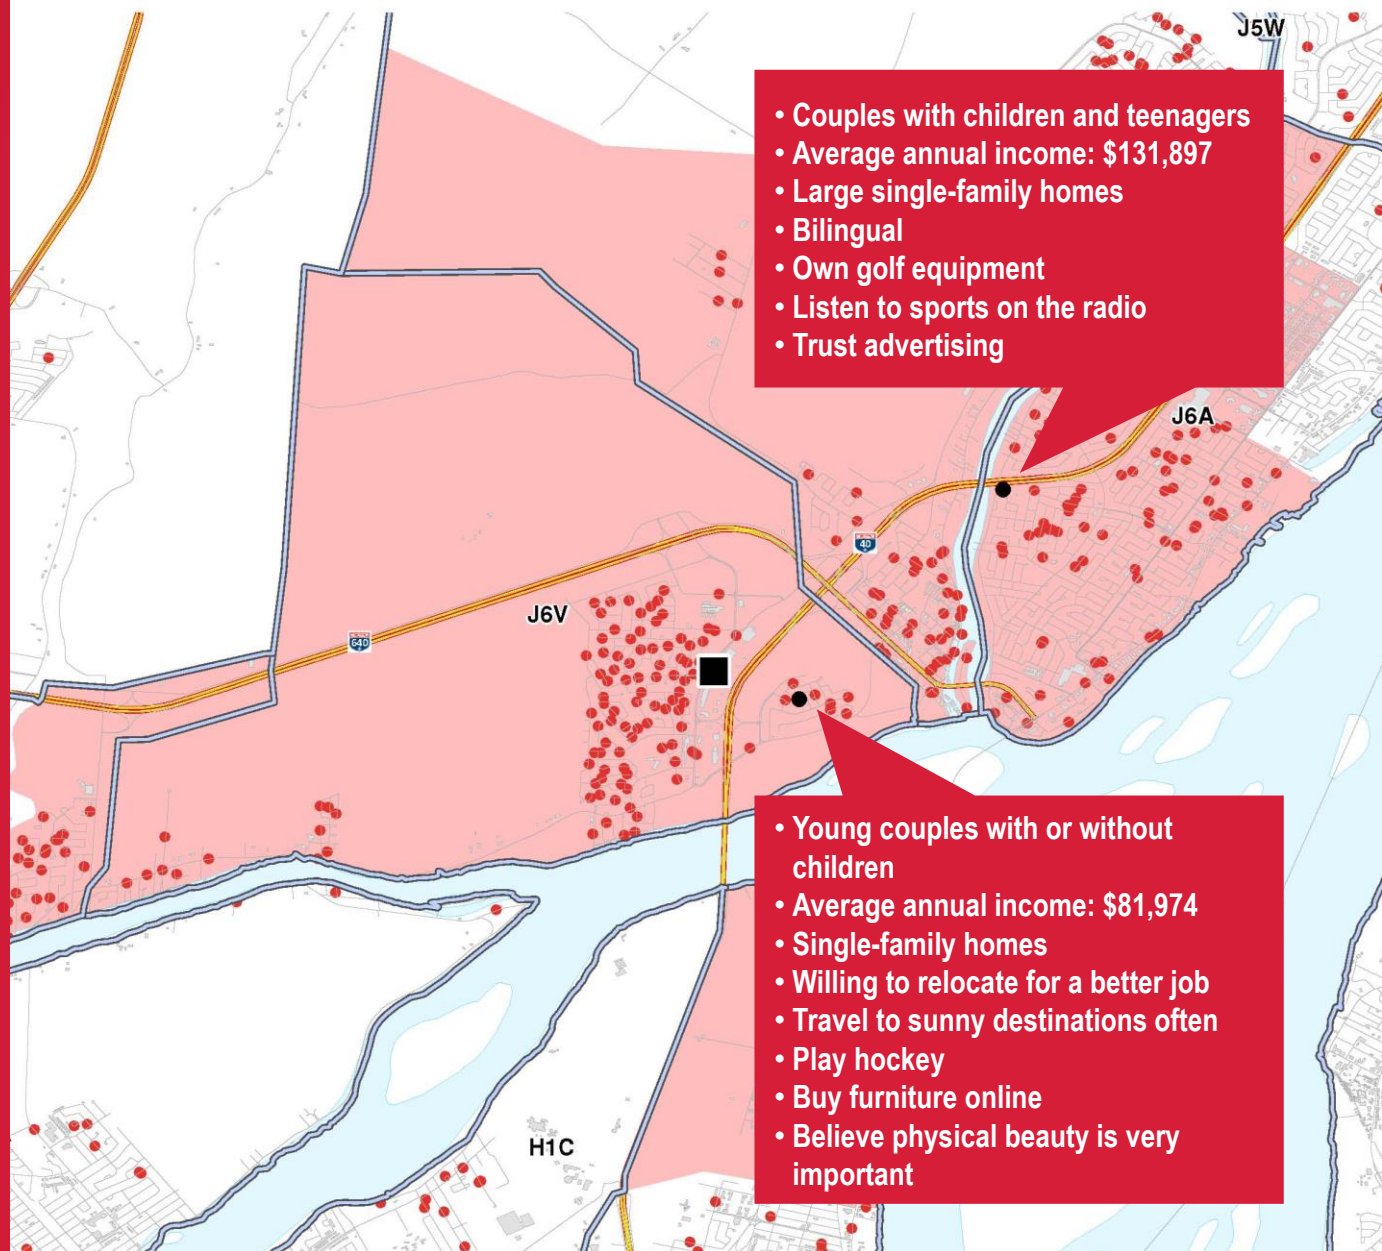 J5W
• Couples with children and teenagers
• Average annual income: $131,897
• Large single-family homes
• Bilingual
• Own golf equipment
• Listen to sports on the radio
• Trust advertising
J6A
40
J6V
640
• Young couples with or without
children
• Average annual income: $81,974
• Single-family homes
• Willing to relocate for a better job
• Travel to sunny destinations often
• Play hockey
• Buy furniture online
• Believe physical beauty is very
important
H1C